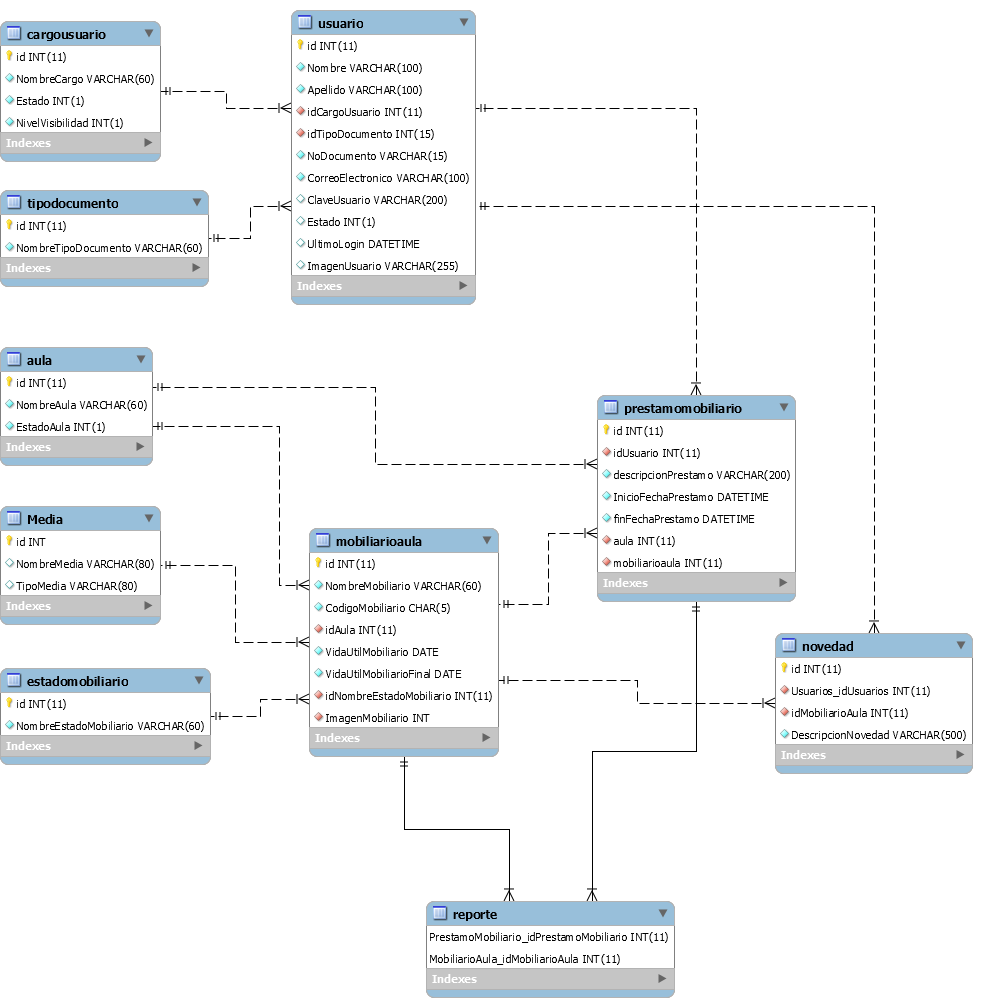 cargousuario
id INT(11)
NombreCargo VARCHAR(60)
Estado INT(1)
NivelVisibilidad INT(1)
Indexes
usuario
id INT(11)
Nombre VARCHAR(100)
Apellido VARCHAR(100)
idCargoUsuario INT(11)
idTipoDocumento INT(15)
NoDocumento VARCHAR(15)
CorreoElectronico VARCHAR(100)
ClaveUsuario VARCHAR(200)
Estado INT(1)
UltimoLogin DATETIME
ImagenUsuario VARCHAR(255)
Indexes
tipodocumento
id INT(11)
NombreTipoDocumento VARCHAR(60)
Indexes
aula
id INT(11)
NombreAula VARCHAR(60)
EstadoAula INT(1)
Indexes
prestamomobiliario
id INT(11)
idUsuario INT(11)
descripcionPrestamo VARCHAR(200)
InicioFechaPrestamo DATETIME
finFechaPrestamo DATETIME
aula INT(11)
mobiliarioaula INT(11)
Indexes
Media
id INT
NombreMedia VARCHAR(80)
TipoMedia VARCHAR(80)
Indexes
mobiliarioaula
id INT(11)
NombreMobiliario VARCHAR(60)
CodigoMobiliario CHAR(5)
idAula INT(11)
VidaUtilMobiliario DATE
VidaUtilMobiliarioFinal DATE
idNombreEstadoMobiliario INT(11)
ImagenMobiliario INT
Indexes
estadomobiliario
id INT(11)
NombreEstadoMobiliario VARCHAR(60)
Indexes
novedad
id INT(11)
Usuarios_idUsuarios INT(11)
idMobiliarioAula INT(11)
DescripcionNovedad VARCHAR(500)
Indexes
reporte
PrestamoMobiliario_idPrestamoMobiliario INT(11)
MobiliarioAula_idMobiliarioAula INT(11)
Indexes